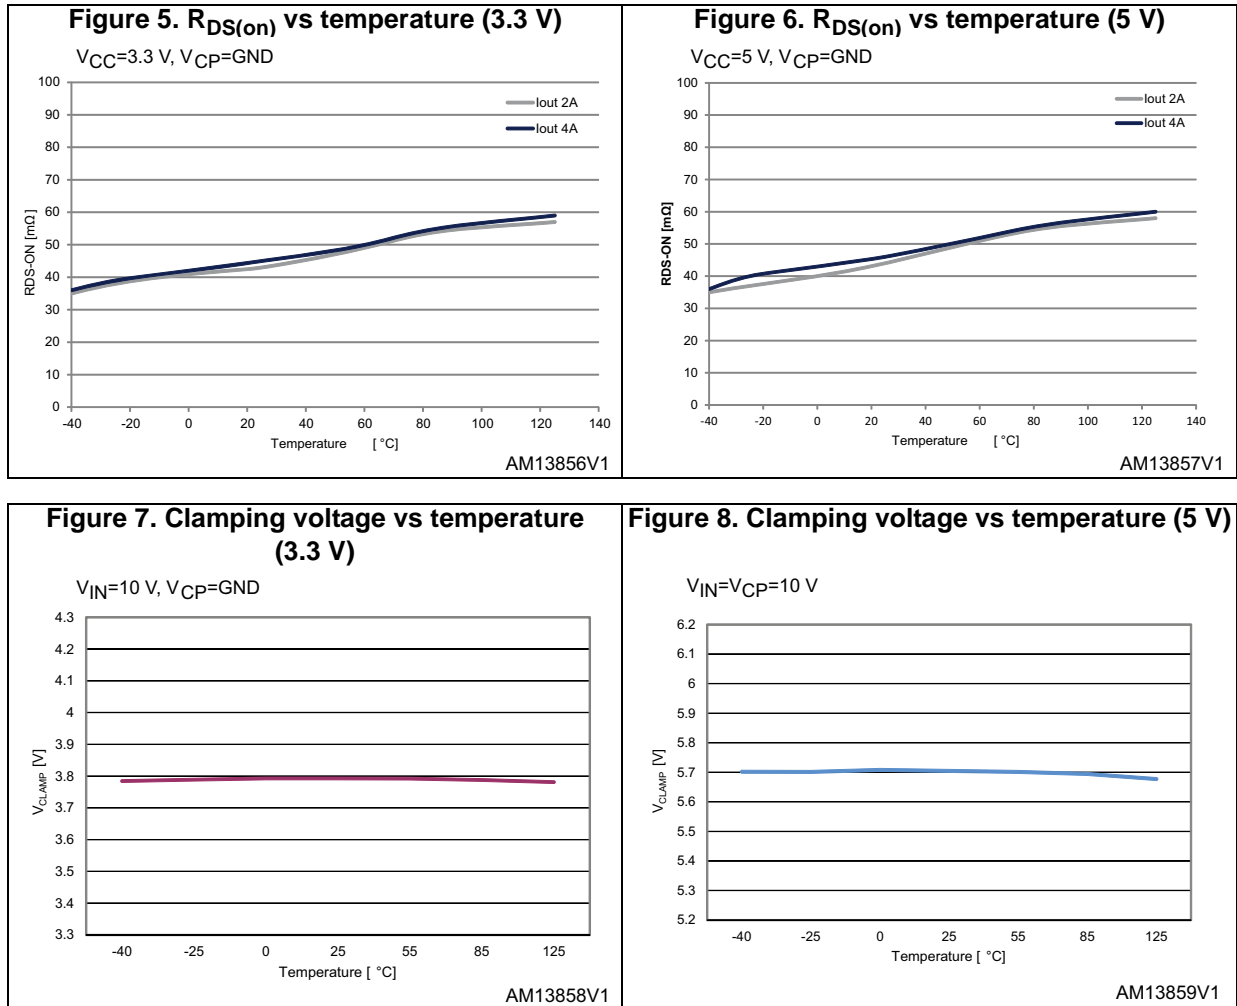 Figure 5. RDS(on) vs temperature (3.3 V)
VCC=3.3 V, VCP=GND
100
90
80
70
60
50
40
30
20
10
0
RDS-ON [mΩ]
Iout 2A
Iout 4A
-40 -20 0 20 40 60 80 100 120 140
Temperature [ °C]
AM13856V1
Figure 6. RDS(on) vs temperature (5 V)
VCC=5 V, VCP=GND
100
90
80
70
60
50
40
30
20
10
0
RDS-ON [mΩ]
Iout 2A
Iout 4A
-40 -20 0 20 40 60 80 100 120 140
Temperature [ °C]
AM13857V1
Figure 7. Clamping voltage vs temperature
(3.3 V)
VIN=10 V, VCP=GND
4.3
4.2
4.1
4
3.9
3.8
3.7
3.6
3.5
3.4
3.3
VCLAMP [V]
-40 -25 0 25 55 85 125
Temperature [ °C]
AM13858V1
Figure 8. Clamping voltage vs temperature (5 V)
VIN=VCP=10 V
6.2
6.1
6
5.9
5.8
5.7
5.6
5.5
5.4
5.3
5.2
VCLAMP [V]
-40 -25 0 25 55 85 125
Temperature [ °C]
AM13859V1